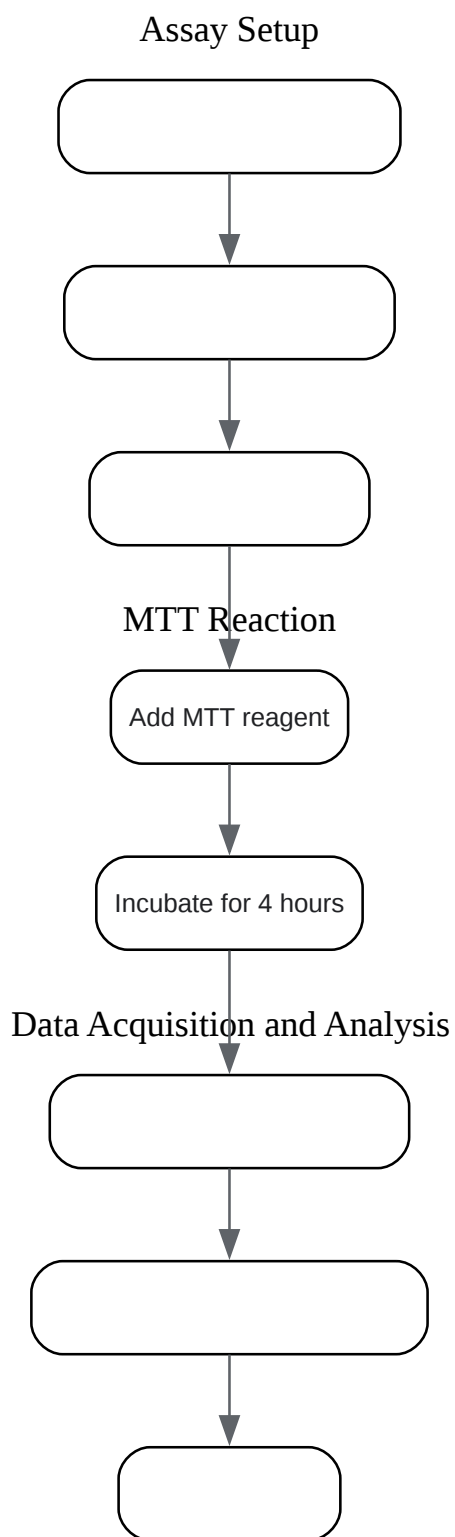 Assay Setup
MTT Reaction
Add MTT reagent
Incubate for 4 hours
Data Acquisition and Analysis